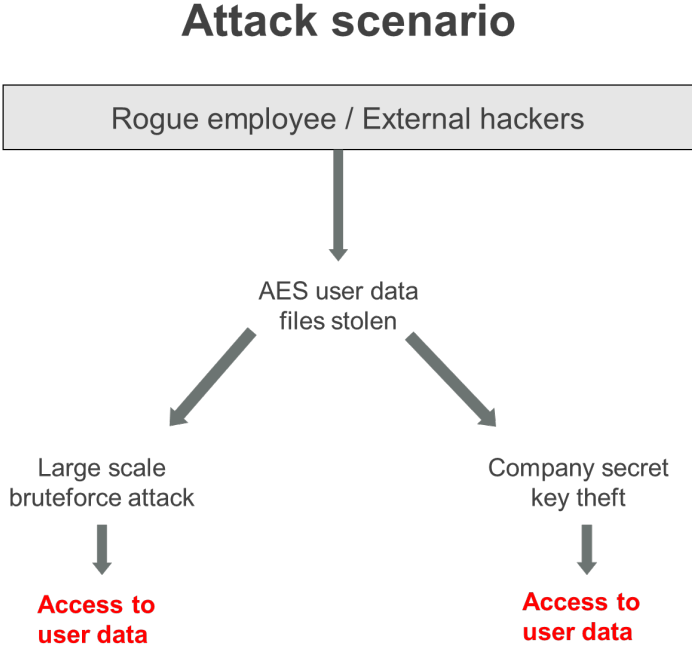 Attack scenario
Rogue employee / External hackers
AES user data
files stolen
Large scale
bruteforce attack
Company secret
key theft
Access to
user data
Access to
user data